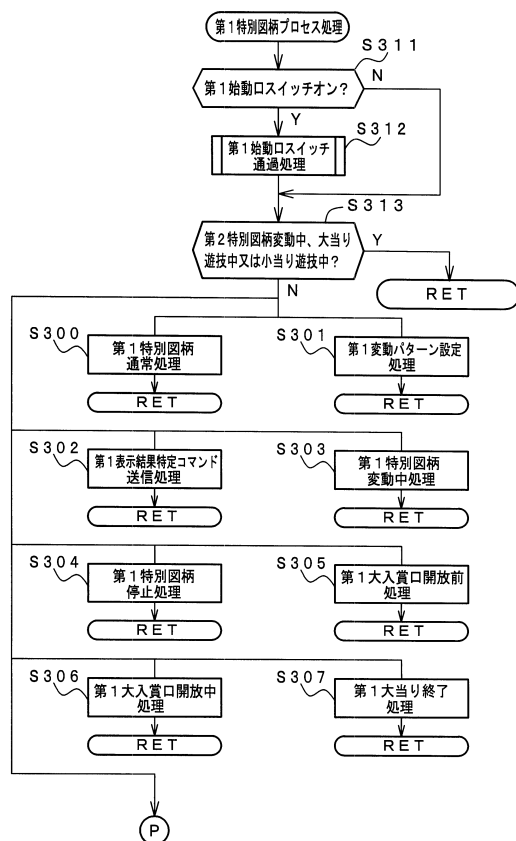 第1特別図柄プロセス処理
S311
第1始動口スイッチオン?
N
Y
S312
第1始動口スイッチ
通過処理
S313
第2特別図柄変動中、大当り
遊技中又は小当り遊技中?
Y
N
RET
S300
第1特別図柄
通常処理
RET
S301
第1変動パターン設定
処理
RET
S302
第1表示結果特定コマンド
送信処理
RET
S303
第1特別図柄
変動中処理
RET
S304
第1特別図柄
停止処理
RET
S305
第1大入賞口開放前
処理
RET
S306
第1大入賞口開放中
処理
RET
S307
第1大当り終了
処理
RET
P